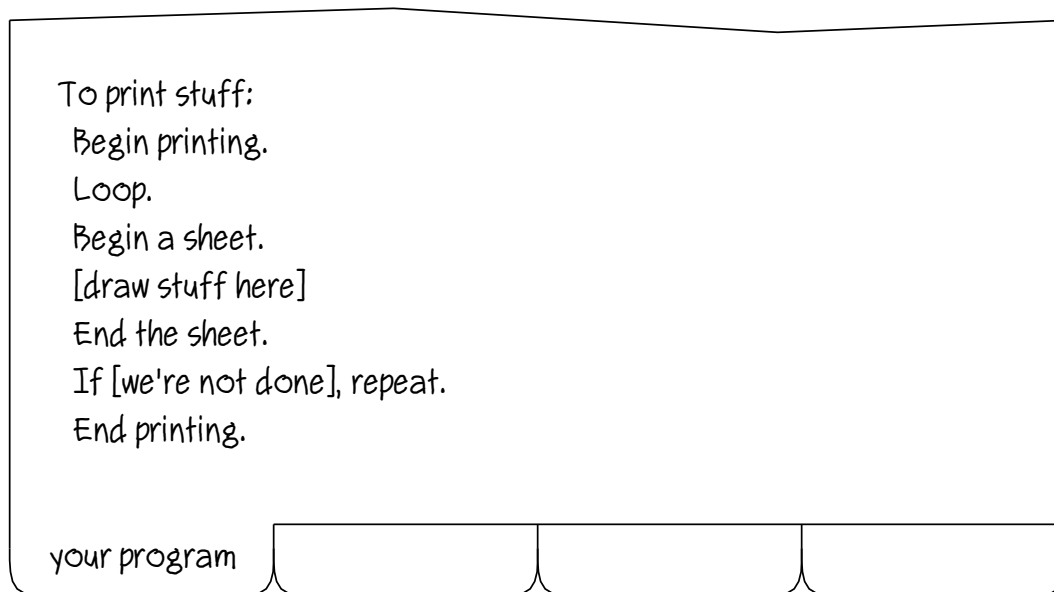 To print stuff:
Begin printing.
Loop.
Begin a sheet.
[draw stuff here]
End the sheet.
If [we're not done], repeat.
End printing.
your program